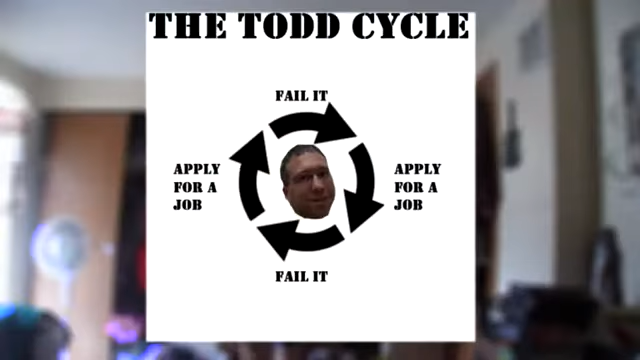 THE TODD CYCLE
FAIL IT
APPLY
FOR A
JOB
APPLY
FOR A
JOB
FAIL IT